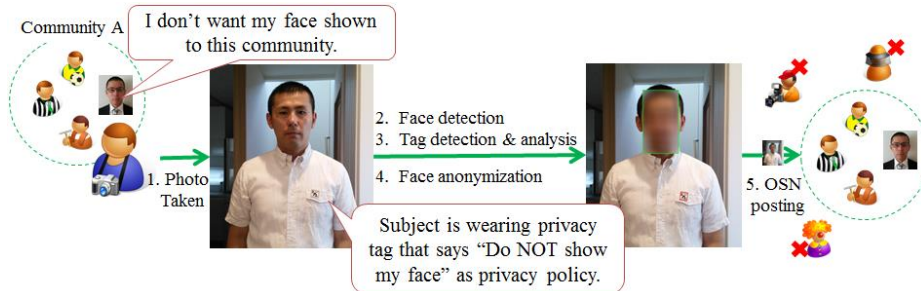 Community A
I don't want my face shown
to this community.
1. Photo
Taken
2. Face detection
3. Tag detection & analysis
4. Face anonymization
Subject is wearing privacy
tag that says “Do NOT show
my face” as privacy policy.
5. OSN
posting